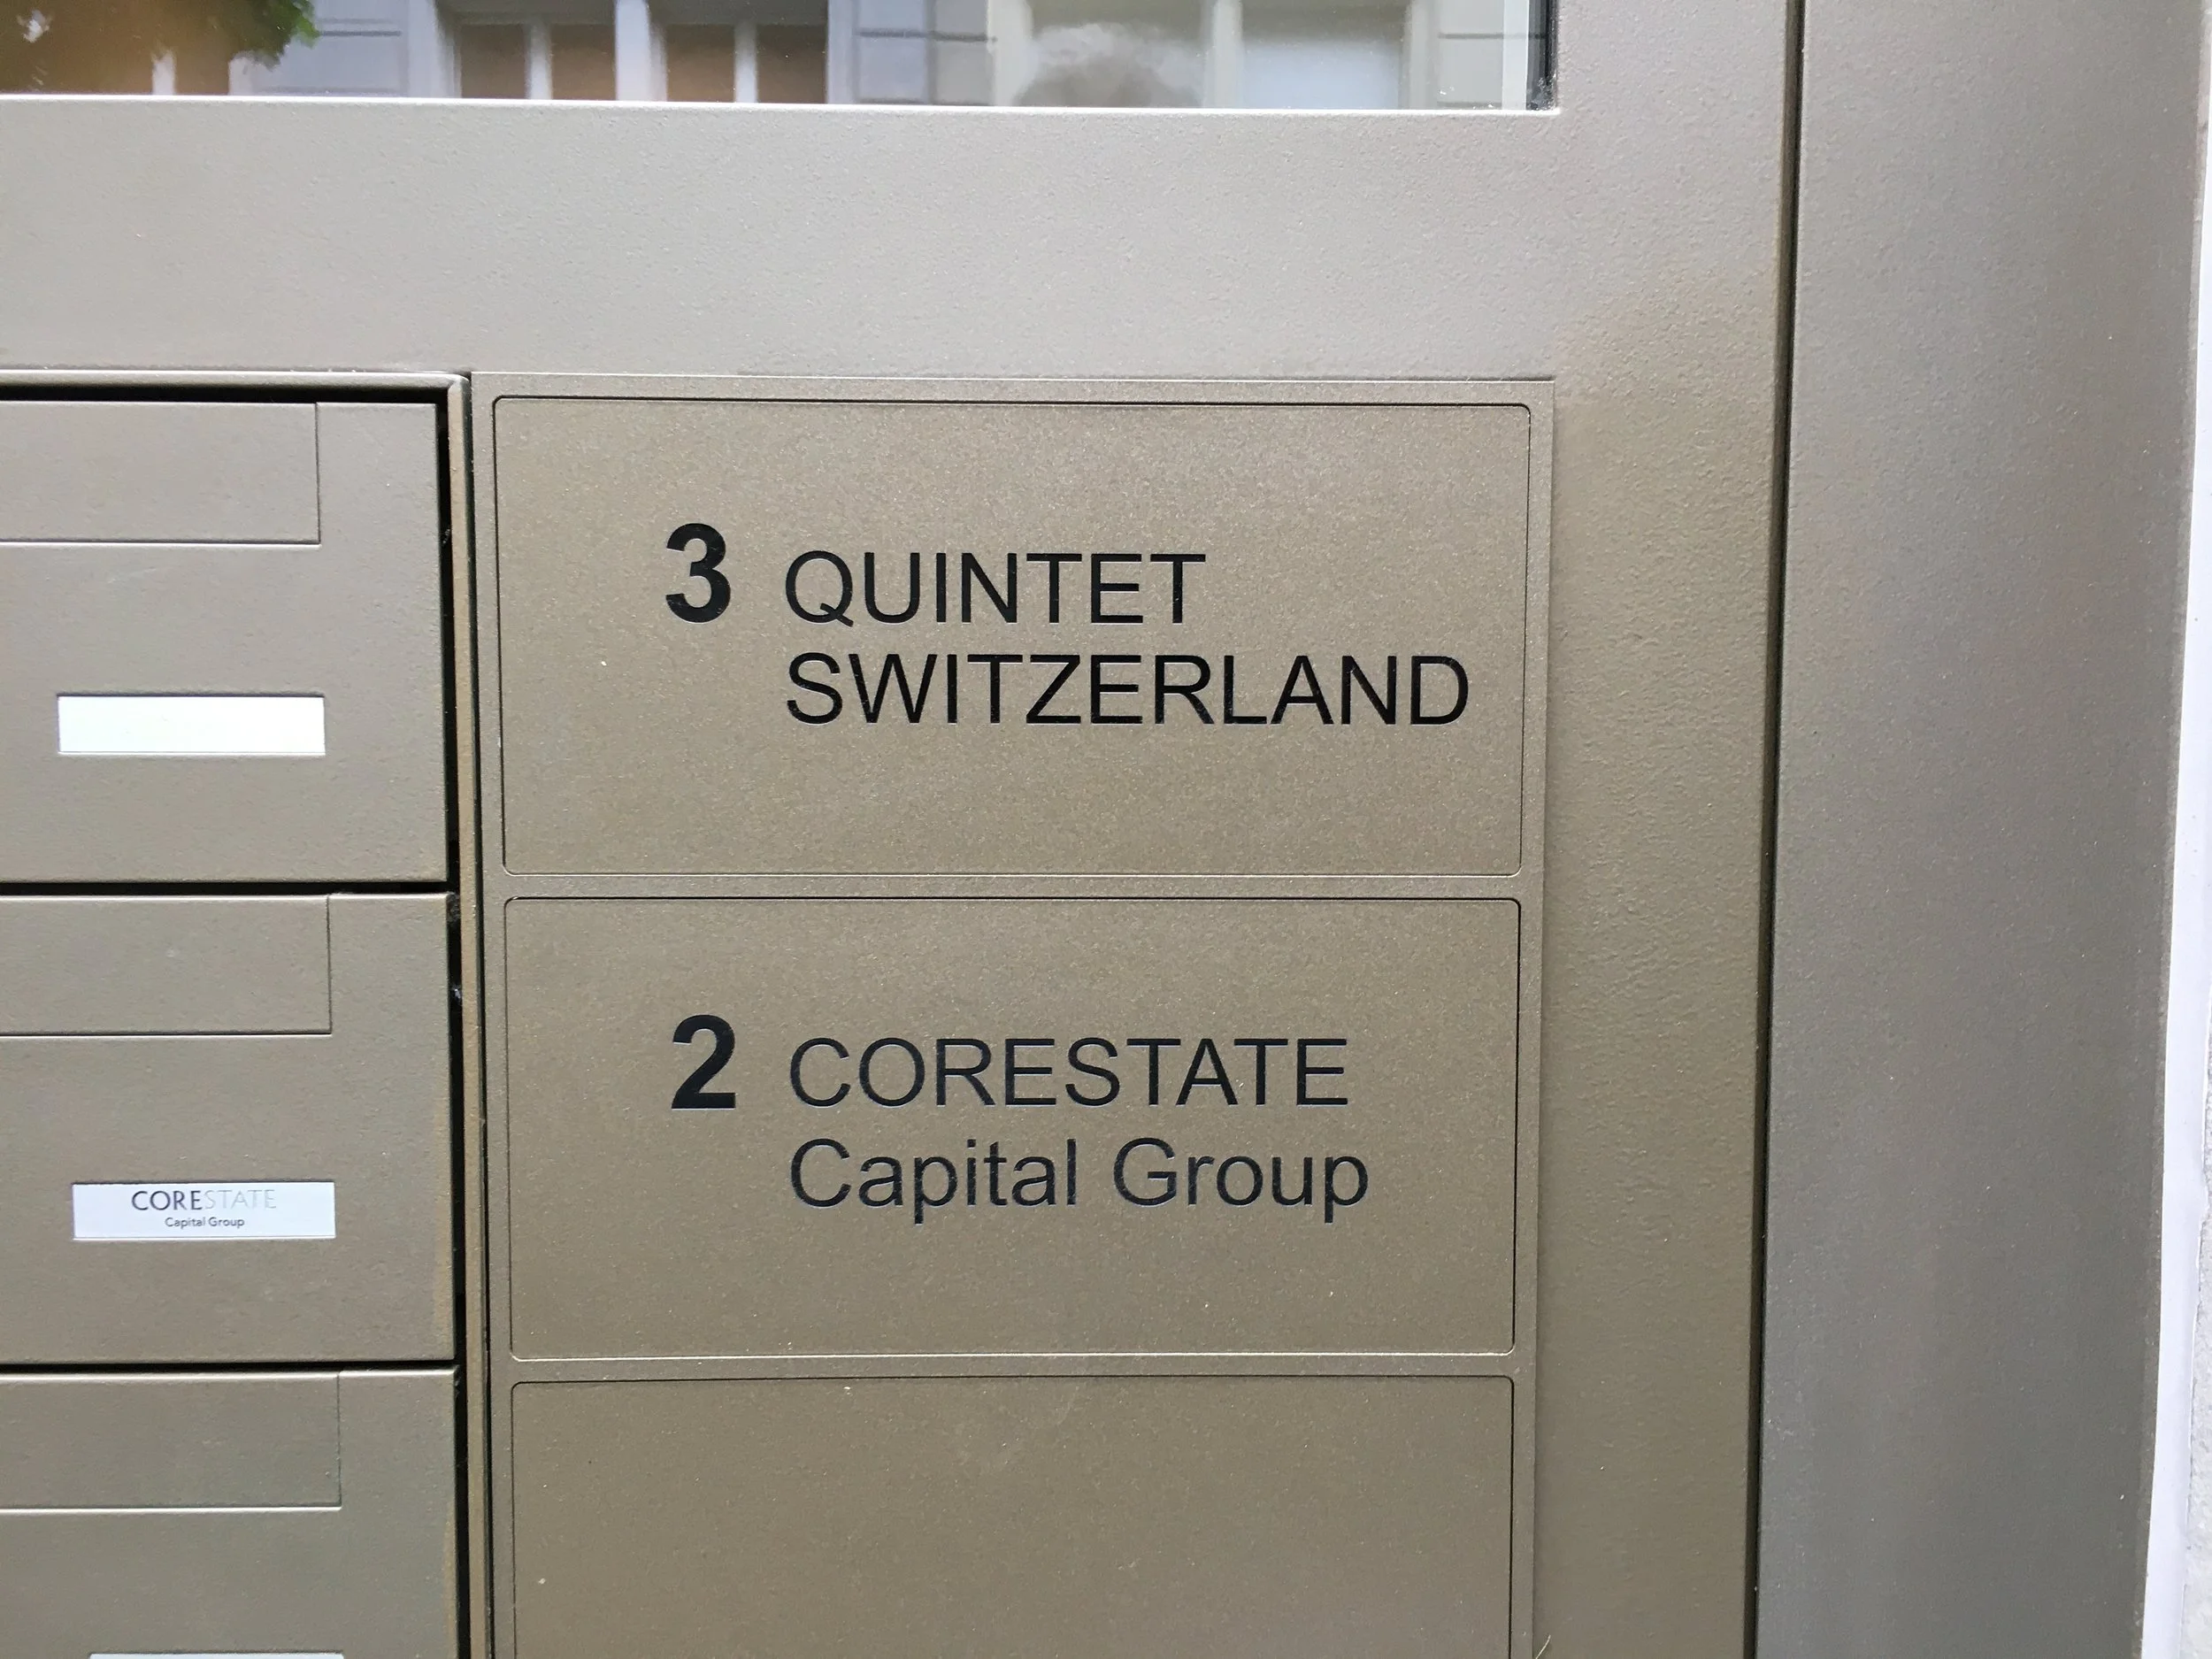 3 QUINTET
SWITZERLAND
2 CORESTATE
Capital Group
CORESTATE
Capital Group